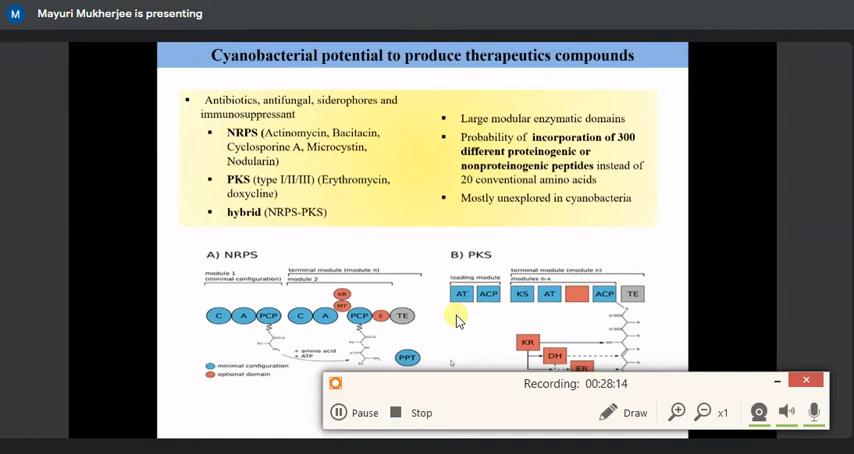 M Mayuri Mukherjee is presenting
Cyanobacterial potential to produce therapeutics compounds
▪ Antibiotics, antifungal, siderophores and
immunosuppressant
▪ NRPS (Actinomycin, Bacitacin,
Cyclosporine A, Microcystin,
Nodularin)
▪ PKS (type I/II/III) (Erythromycin,
doxycline)
▪ hybrid (NRPS-PKS)
▪ Large modular enzymatic domains
▪ Probability of incorporation of 300
different proteinogenic or
nonproteinogenic peptides instead of
20 conventional amino acids
▪ Mostly unexplored in cyanobacteria
A) NRPS
module 1
(minimal configuration)
terminal module (module n)
module 2
ER
MT
C A PCP C A PCP E TE
+ amino acid
+ ATP
PPT
minimal configuration
optional domain
B) PKS
loading module
terminal module (module n)
modules n-x
AT ACP KS AT ACP TE
KR
DH
ER
Recording: 00:28:14
Pause Stop Draw x1